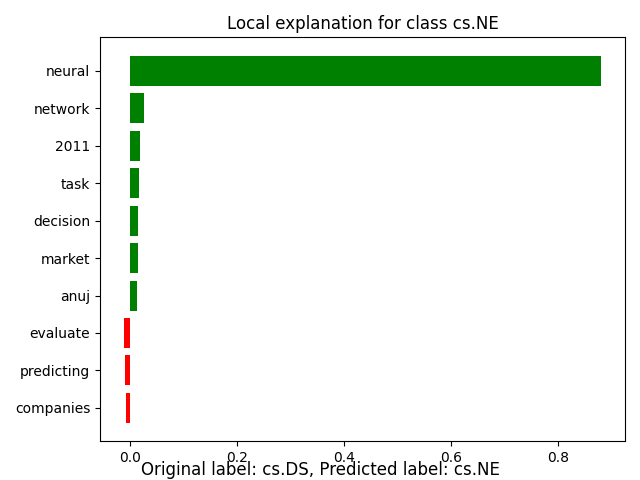 Local explanation for class cs.NE
neural
network
2011
task
decision
market
anuj
evaluate
predicting
companies
0.0 0.2 0.4 0.6 0.8
Original label: cs.DS, Predicted label: cs.NE